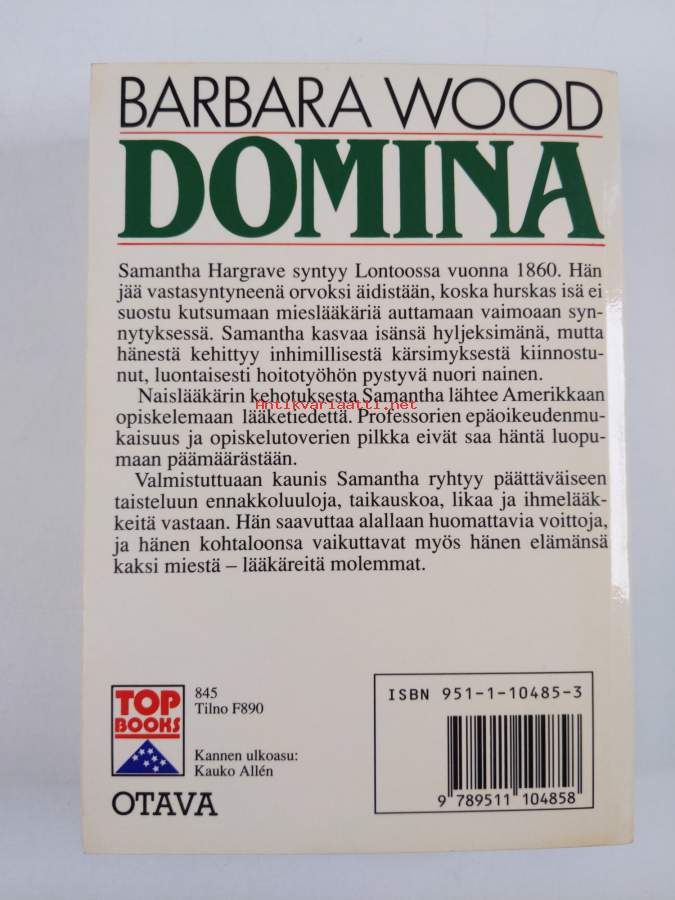 BARBARA WOOD
DOMINA
Samantha Hargrave syntyy Lontoossa vuonna 1860. Hän
jää vastasyntyneenä orvoksi äidistään, koska hurskas isä ei
suostu kutsumaan mieslääkäriä auttamaan vaimoaan syn-
nytyksessä. Samantha kasvaa isänsä hyljeksimänä, mutta
hänestä kehittyy inhimillisestä kärsimyksestä kiinnostu-
nut, luontaisesti hoitotyöhön pystyvä nuori nainen.
Naislääkärin kehotuksesta Samantha lähtee Amerikkaan
Antikvariaatti.net
opiskelemaan lääketiedettä. Professorien epäoikeudenmu-
kaisuus ja opiskelutoverien pilkka eivät saa häntä luopu-
maan päämäärästään.
Valmistuttuaan kaunis Samantha ryhtyy päättäväiseen
taisteluun ennakkoluuloja, taikauskoa, likaa ja ihmelääk-
keitä vastaan. Hän saavuttaa alallaan huomattavia voittoja,
ja hänen kohtaloonsa vaikuttavat myös hänen elämänsä
kaksi miestä – lääkäreitä molemmat.
TOP
BOOKS
845
Tilno F890
Kannen ulkoasu:
Kauko Allén
OTAVA
ISBN 951-1-10485-3
9 789511 104858